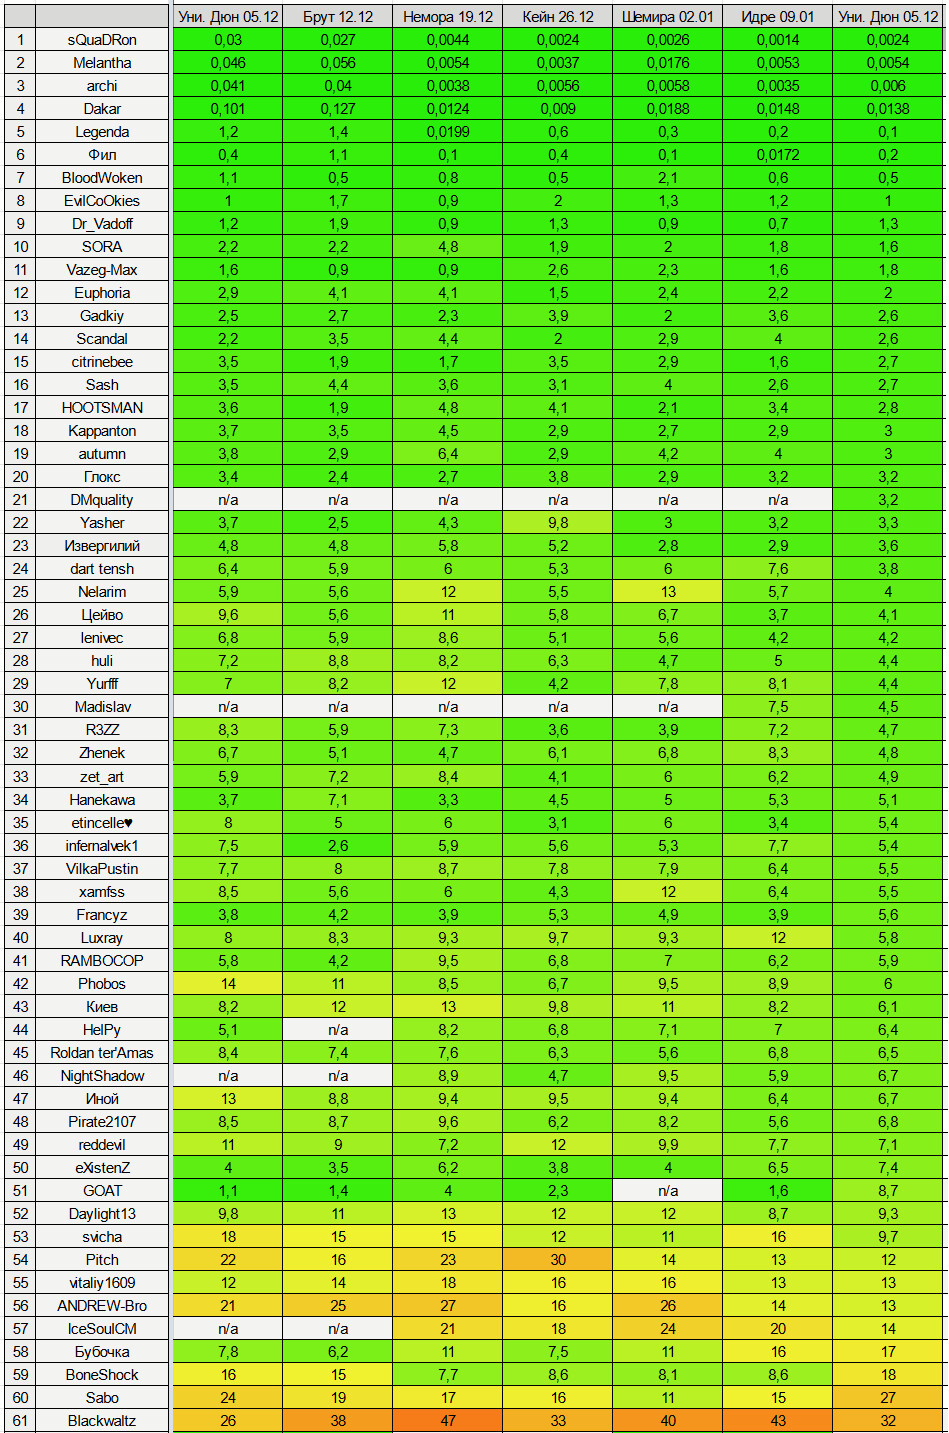 Уни. Дюн 05.12 Брут 12.12 Немора 19.12 Кейн 26.12 Шемира 02.01 Идре 09.01 Уни. Дюн 05.12
1 sQuaDRon 0,03 0,027 0,0044 0,0024 0,0026 0,0014 0,0024
2 Melantha 0,046 0,056 0,0054 0,0037 0,0176 0,0053 0,0054
3 archi 0,041 0,04 0,0038 0,0056 0,0058 0,0035 0,006
4 Dakar 0,101 0,127 0,0124 0,009 0,0188 0,0148 0,0138
5 Legenda 1,2 1,4 0,0199 0,6 0,3 0,2 0,1
6 Фил 0,4 1,1 0,1 0,4 0,1 0,0172 0,2
7 BloodWoken 1,1 0,5 0,8 0,5 2,1 0,6 0,5
8 EvilCoOkies 1 1,7 0,9 2 1,3 1,2 1
9 Dr_Vadoff 1,2 1,9 0,9 1,3 0,9 0,7 1,3
10 SORA 2,2 2,2 4,8 1,9 2 1,8 1,6
11 Vazeg-Max 1,6 0,9 0,9 2,6 2,3 1,6 1,8
12 Euphoria 2,9 4,1 4,1 1,5 2,4 2,2 2
13 Gadkiy 2,5 2,7 2,3 3,9 2 3,6 2,6
14 Scandal 2,2 3,5 4,4 2 2,9 4 2,6
15 citrinebee 3,5 1,9 1,7 3,5 2,9 1,6 2,7
16 Sash 3,5 4,4 3,6 3,1 4 2,6 2,7
17 HOOTSMAN 3,6 1,9 4,8 4,1 2,1 3,4 2,8
18 Kappanton 3,7 3,5 4,5 2,9 2,7 2,9 3
19 autumn 3,8 2,9 6,4 2,9 4,2 4 3
20 Глокс 3,4 2,4 2,7 3,8 2,9 3,2 3,2
21 DMquality n/a n/a n/a n/a n/a n/a 3,2
22 Yasher 3,7 2,5 4,3 9,8 3 3,2 3,3
23 Извергилий 4,8 4,8 5,8 5,2 2,8 2,9 3,6
24 dart tensh 6,4 5,9 6 5,3 6 7,6 3,8
25 Nelarim 5,9 5,6 12 5,5 13 5,7 4
26 Цейво 9,6 5,6 11 5,8 6,7 3,7 4,1
27 lenivec 6,8 5,9 8,6 5,1 5,6 4,2 4,2
28 huli 7,2 8,8 8,2 6,3 4,7 5 4,4
29 Yurfff 7 8,2 12 4,2 7,8 8,1 4,4
30 Madislav n/a n/a n/a n/a n/a 7,5 4,5
31 R3ZZ 8,3 5,9 7,3 3,6 3,9 7,2 4,7
32 Zhenek 6,7 5,1 4,7 6,1 6,8 8,3 4,8
33 zet_art 5,9 7,2 8,4 4,1 6 6,2 4,9
34 Hanekawa 3,7 7,1 3,3 4,5 5 5,3 5,1
35 etincelle♥ 8 5 6 3,1 6 3,4 5,4
36 infernalvek1 7,5 2,6 5,9 5,6 5,3 7,7 5,4
37 VilkaPustin 7,7 8 8,7 7,8 7,9 6,4 5,5
38 xamfss 8,5 5,6 6 4,3 12 6,4 5,5
39 Francyz 3,8 4,2 3,9 5,3 4,9 3,9 5,6
40 Luxray 8 8,3 9,3 9,7 9,3 12 5,8
41 RAMBOCOP 5,8 4,2 9,5 6,8 7 6,2 5,9
42 Phobos 14 11 8,5 6,7 9,5 8,9 6
43 Киев 8,2 12 13 9,8 11 8,2 6,1
44 HelPy 5,1 n/a 8,2 6,8 7,1 7 6,4
45 Roldan ter'Amas 8,4 7,4 7,6 6,3 5,6 6,8 6,5
46 NightShadow n/a n/a 8,9 4,7 9,5 5,9 6,7
47 Иной 13 8,8 9,4 9,5 9,4 6,4 6,7
48 Pirate2107 8,5 8,7 9,6 6,2 8,2 5,6 6,8
49 reddevil 11 9 7,2 12 9,9 7,7 7,1
50 eXistenZ 4 3,5 6,2 3,8 4 6,5 7,4
51 GOAT 1,1 1,4 4 2,3 n/a 1,6 8,7
52 Daylight13 9,8 11 13 12 12 8,7 9,3
53 svicha 18 15 15 12 11 16 9,7
54 Pitch 22 16 23 30 14 13 12
55 vitaliy1609 12 14 18 16 16 13 13
56 ANDREW-Bro 21 25 27 16 26 14 13
57 IceSoulCM n/a n/a 21 18 24 20 14
58 Бубочка 7,8 6,2 11 7,5 11 16 17
59 BoneShock 16 15 7,7 8,6 8,1 8,6 18
60 Sabo 24 19 17 16 11 15 27
61 Blackwaltz 26 38 47 33 40 43 32